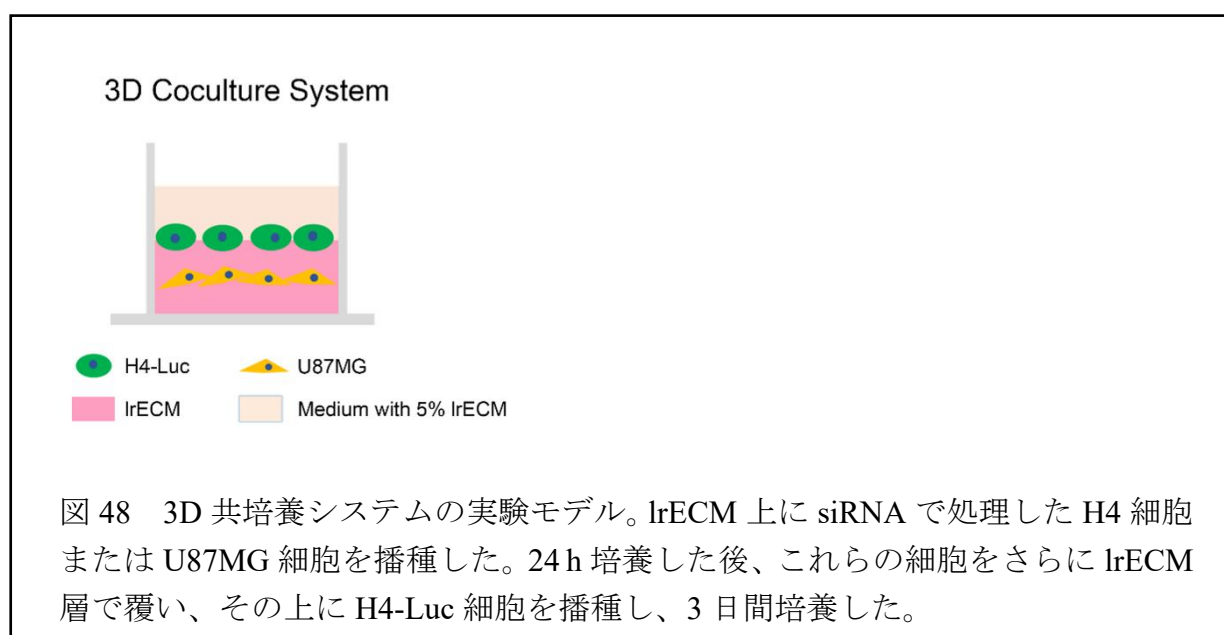 3D Coculture System
H4-Luc
U87MG
lrECM
Medium with 5% lrECM
図 48　3D 共培養システムの実験モデル。lrECM 上に siRNA で処理した H4 細胞
または U87MG 細胞を播種した。24 h 培養した後、これらの細胞をさらに lrECM
層で覆い、その上に H4-Luc 細胞を播種し、3 日間培養した。